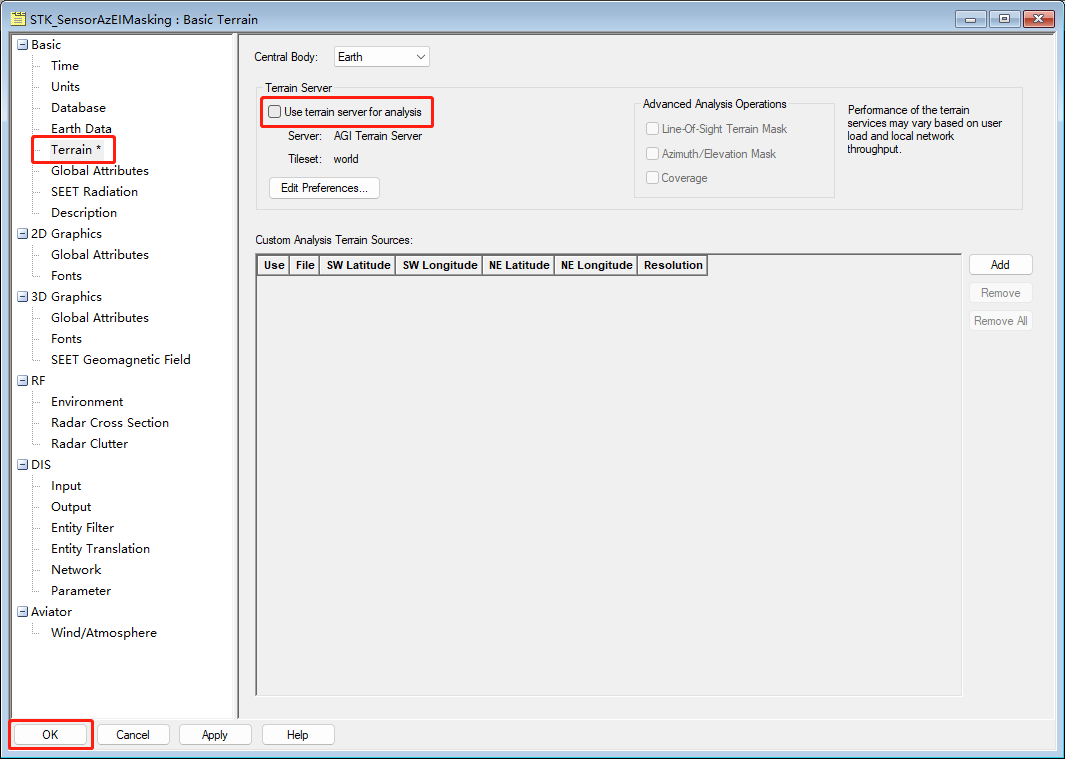 STK_SensorAzElMasking : Basic Terrain
Basic
Time
Units
Database
Earth Data
Terrain *
Global Attributes
SEET Radiation
Description
2D Graphics
Global Attributes
Fonts
3D Graphics
Global Attributes
Fonts
SEET Geomagnetic Field
RF
Environment
Radar Cross Section
Radar Clutter
DIS
Input
Output
Entity Filter
Entity Translation
Network
Parameter
Aviator
Wind/Atmosphere
Central Body: Earth
Terrain Server
Use terrain server for analysis
Server: AGI Terrain Server
Tileset: world
Edit Preferences...
Advanced Analysis Operations
Line-Of-Sight Terrain Mask
Azimuth/Elevation Mask
Coverage
Performance of the terrain
services may vary based on user
load and local network
throughput.
Custom Analysis Terrain Sources:
Use File SW Latitude SW Longitude NE Latitude NE Longitude Resolution
Add
Remove
Remove All
OK Cancel Apply Help